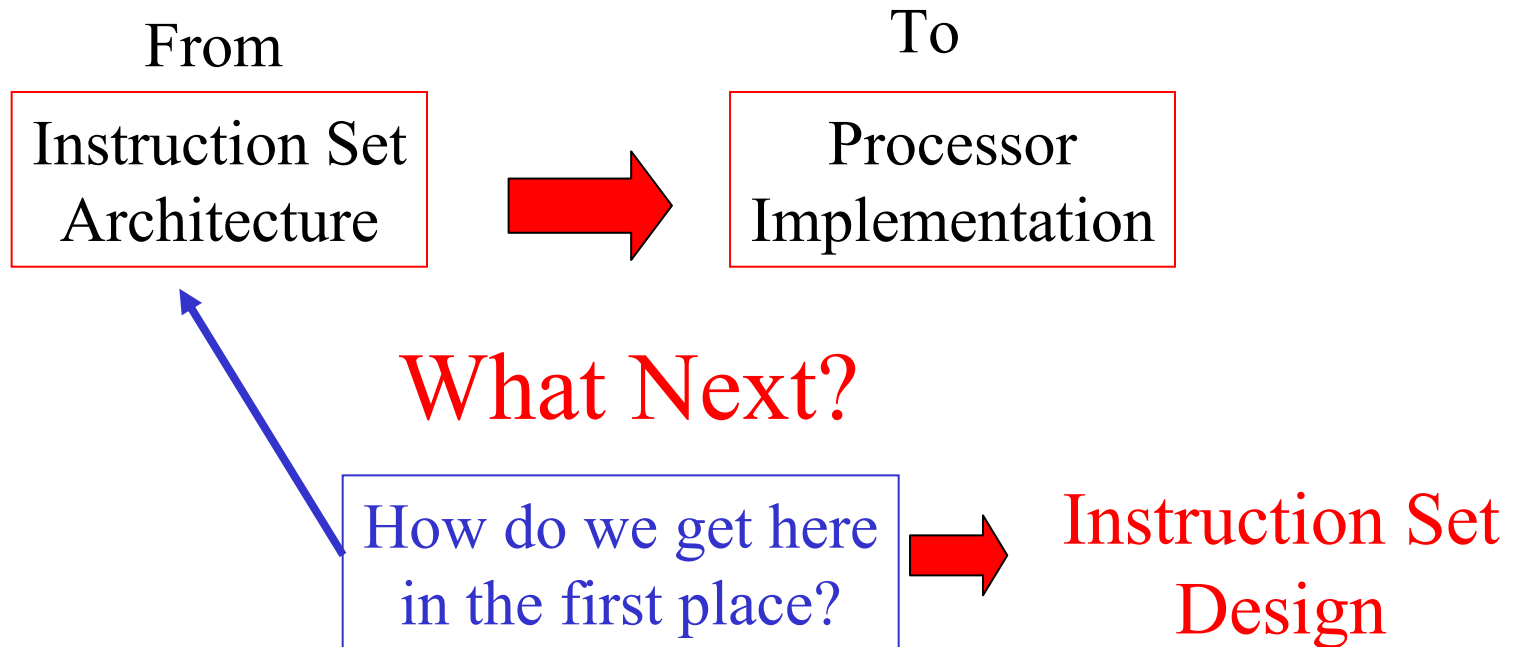 From
To
Instruction Set
Architecture
Processor
Implementation
What Next?
How do we get here
in the first place?
Instruction Set
Design